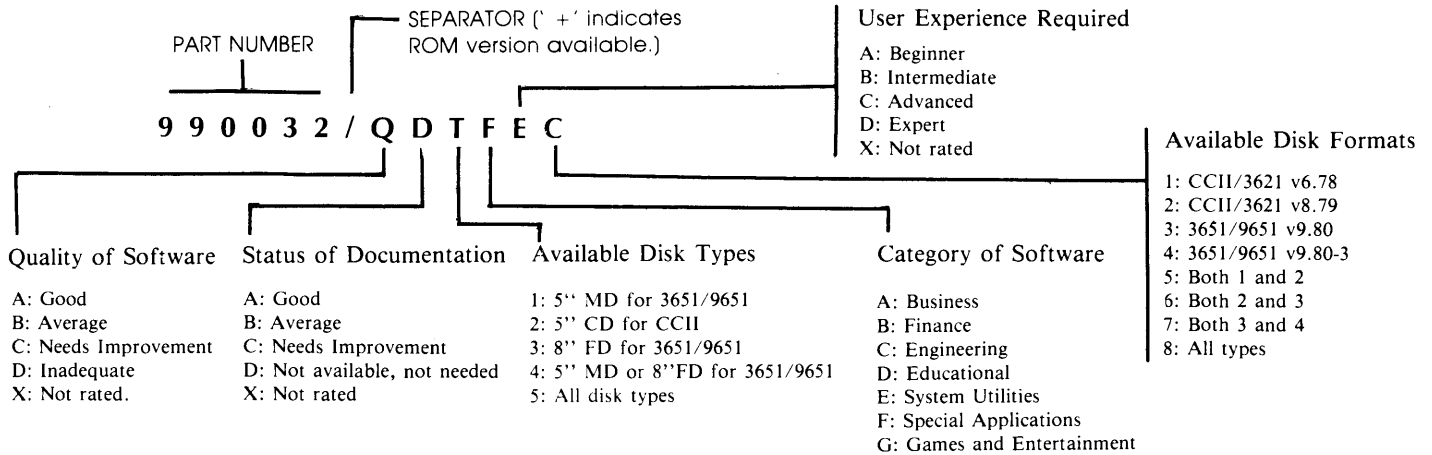 PART NUMBER
SEPARATOR (‘ +’ indicates
ROM version available.)
990032/QDTFEC
User Experience Required
A: Beginner
B: Intermediate
C: Advanced
D: Expert
X: Not rated
Available Disk Formats
1: CCII/3621 v6.78
2: CCII/3621 v8.79
3: 3651/9651 v9.80
4: 3651/9651 v9.80-3
5: Both 1 and 2
6: Both 2 and 3
7: Both 3 and 4
8: All types
Quality of Software
A: Good
B: Average
C: Needs Improvement
D: Inadequate
X: Not rated.
Status of Documentation
A: Good
B: Average
C: Needs Improvement
D: Not available, not needed
X: Not rated
Available Disk Types
1: 5'' MD for 3651/9651
2: 5'' CD for CCII
3: 8'' FD for 3651/9651
4: 5'' MD or 8''FD for 3651/9651
5: All disk types
Category of Software
A: Business
B: Finance
C: Engineering
D: Educational
E: System Utilities
F: Special Applications
G: Games and Entertainment